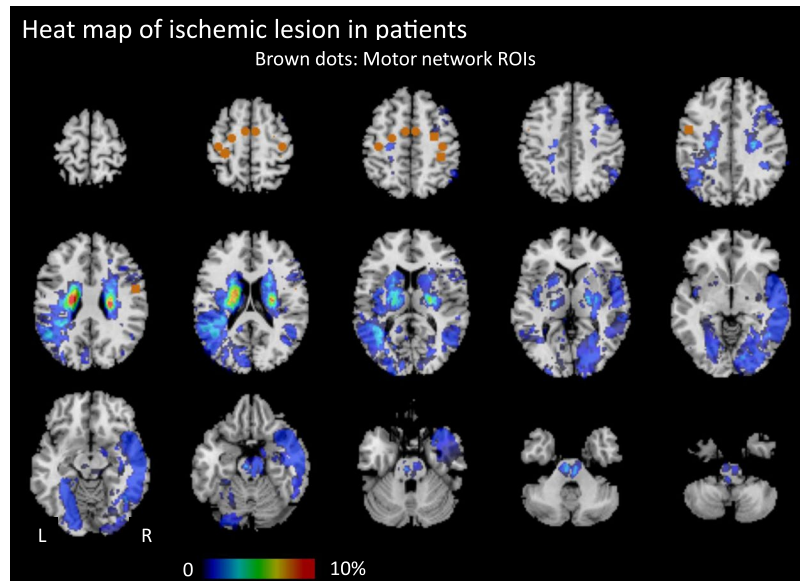 Heat map of ischemic lesion in patients
Brown dots: Motor network ROIs
L
R
0
10%